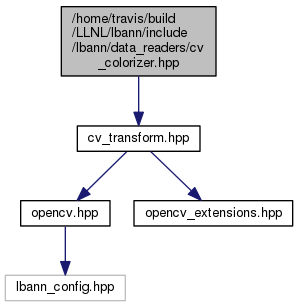 /home/travis/build
/LLNL/lbann/include
/lbann/data_readers/cv
_colorizer.hpp
cv_transform.hpp
opencv.hpp
opencv_extensions.hpp
lbann_config.hpp